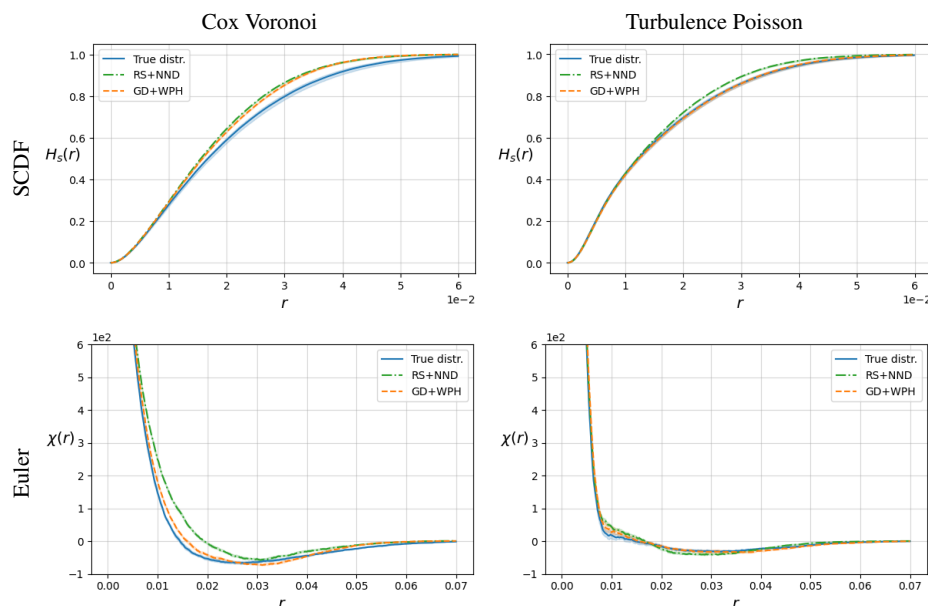 Cox Voronoi
Turbulence Poisson
SCDF
1.0
0.8
0.6
0.4
0.2
0.0
H_s(r)
True distr.
RS+NND
GD+WPH
0 1 2 3 4 5 6
1e−2
r
1.0
0.8
0.6
0.4
0.2
0.0
H_s(r)
True distr.
RS+NND
GD+WPH
0 1 2 3 4 5 6
1e−2
r
Euler
1e2
6
5
4
3
2
1
0
−1
χ(r)
True distr.
RS+NND
GD+WPH
0.00 0.01 0.02 0.03 0.04 0.05 0.06 0.07
r
1e2
6
5
4
3
2
1
0
−1
χ(r)
True distr.
RS+NND
GD+WPH
0.00 0.01 0.02 0.03 0.04 0.05 0.06 0.07
r